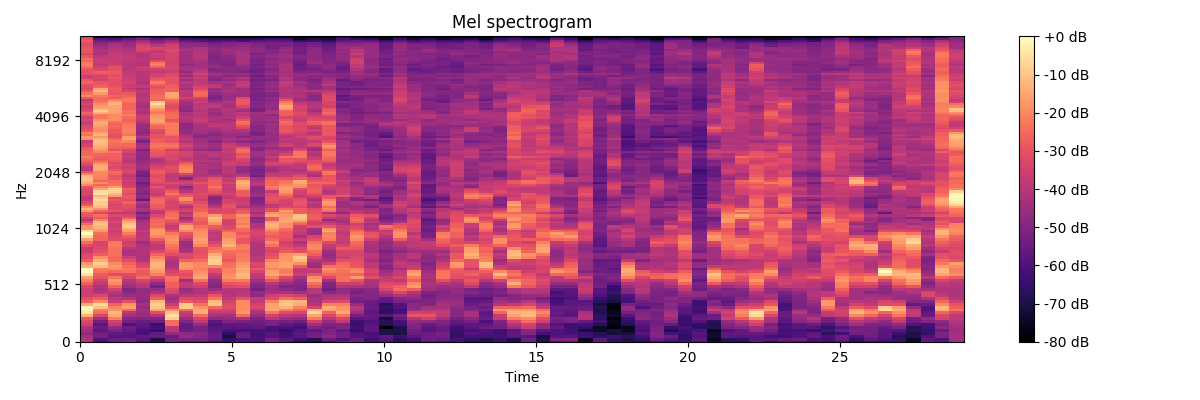 Mel spectrogram
+0 dB
8192
-10 dB
4096
-20 dB
-30 dB
Hz
2048
-40 dB
1024
-50 dB
512
-60 dB
-70 dB
0
-80 dB
0 5 10 15 20 25
Time